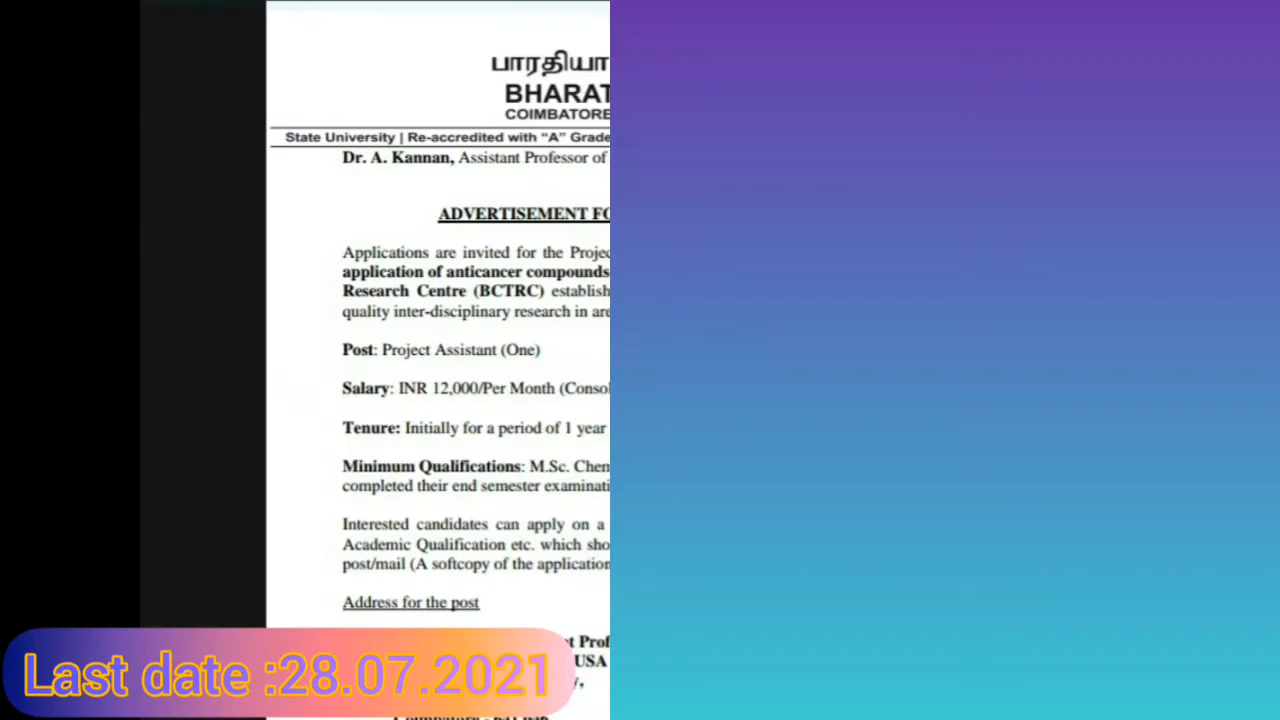 பாரதியா
BHARAT
COIMBATORE
State University | Re-accredited with “A” Grade
Dr. A. Kannan, Assistant Professor of
ADVERTISEMENT FO
Applications are invited for the Projec
application of anticancer compounds
Research Centre (BCTRC) establish
quality inter-disciplinary research in are
Post: Project Assistant (One)
Salary: INR 12,000/Per Month (Consol
Tenure: Initially for a period of 1 year
Minimum Qualifications: M.Sc. Chem
completed their end semester examinati
Interested candidates can apply on a
Academic Qualification etc. which sho
post/mail (A softcopy of the application
Address for the post
t Prof
USA
Last date :28.07.2021